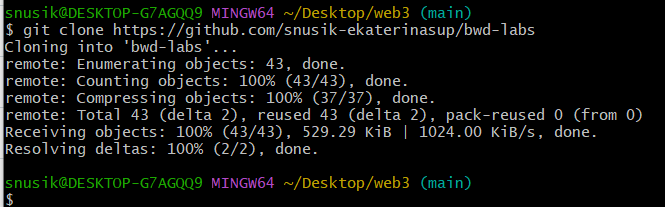 snusik@DESKTOP-G7AGQQ9 MINGW64 ~/Desktop/web3 (main)
$ git clone https://github.com/snusik-ekaterinasup/bwd-labs
Cloning into 'bwd-labs'...
remote: Enumerating objects: 43, done.
remote: Counting objects: 100% (43/43), done.
remote: Compressing objects: 100% (37/37), done.
remote: Total 43 (delta 2), reused 43 (delta 2), pack-reused 0 (from 0)
Receiving objects: 100% (43/43), 529.29 KiB | 1024.00 KiB/s, done.
Resolving deltas: 100% (2/2), done.
snusik@DESKTOP-G7AGQQ9 MINGW64 ~/Desktop/web3 (main)
$